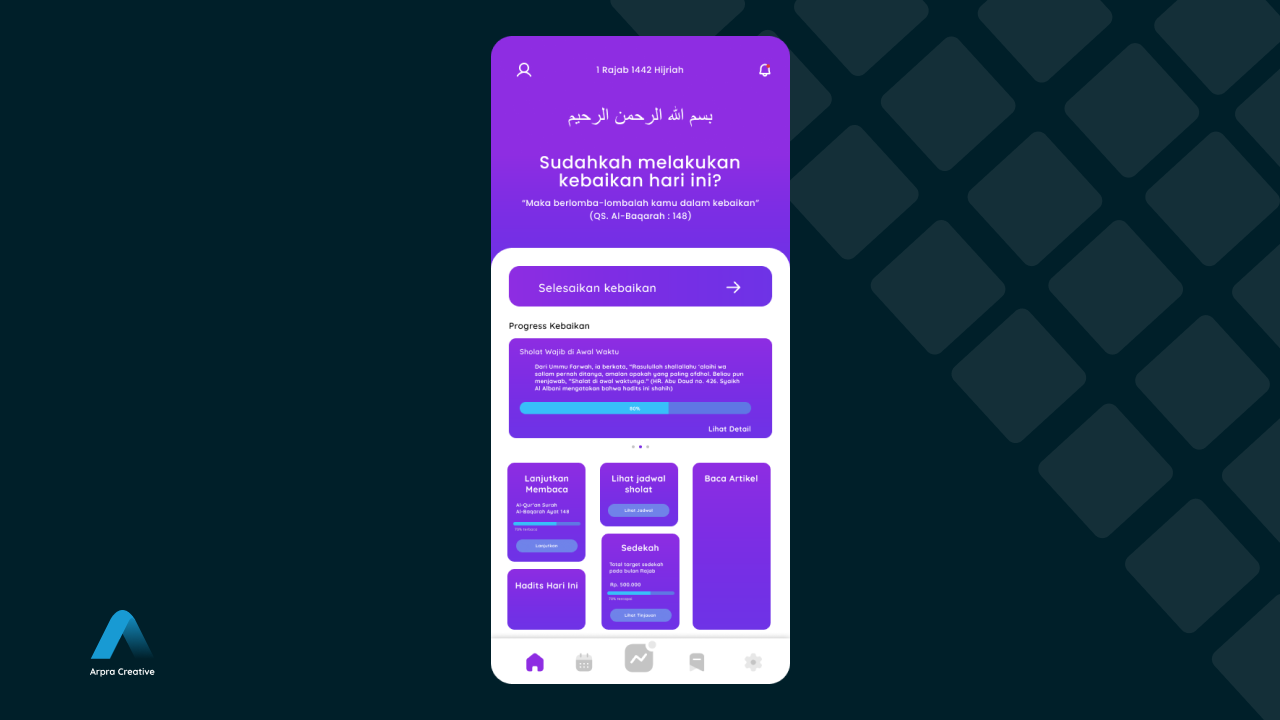 1 Rajab 1442 Hijriah
بسم الله الرحمن الرحيم
Sudahkah melakukan
kebaikan hari ini?
"Maka berlomba-lombalah kamu dalam kebaikan"
(QS. Al-Baqarah : 148)
Selesaikan kebaikan
Progress Kebaikan
Sholat Wajib di Awal Waktu
Dari Ummu Farwah, ia berkata, "Rasulullah shallallahu 'alaihi wa
sallam pernah ditanya, amalan apakah yang paling afdhol. Beliau pun
menjawab, "Shalat di awal waktunya." (HR. Abu Daud no. 426. Syaikh
Al Albani mengatakan bahwa hadits ini shahih)
80%
Lihat Detail
Lanjutkan
Membaca
Al-Qur'an Surah
Al-Baqarah Ayat 148
Lanjutkan
Hadits Hari Ini
Lihat jadwal
sholat
Lihat Jadwal
Sedekah
Total target sedekah
pada bulan Rajab
Rp. 500.000
Lihat Tinjauan
Baca Artikel
Arpra Creative